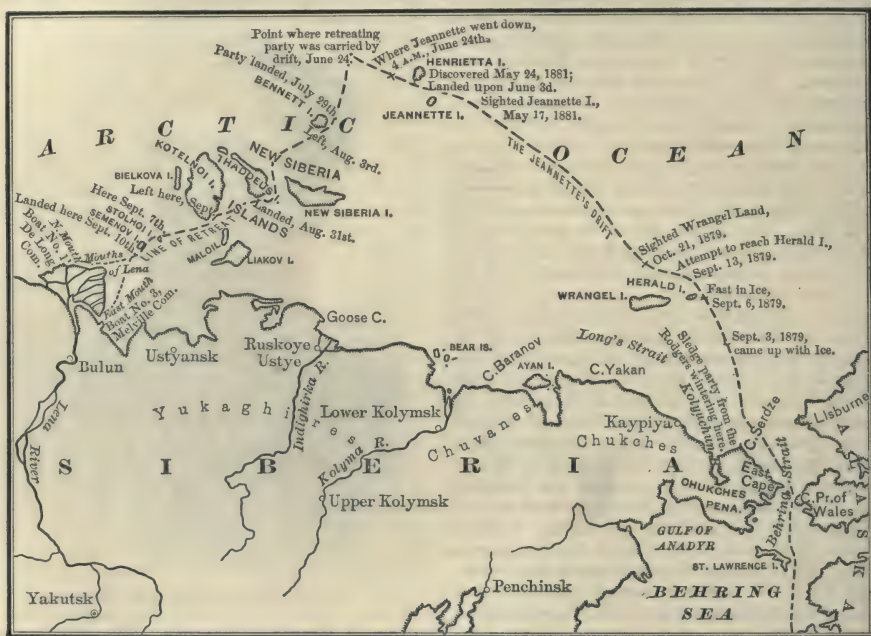 Point where retreating
party was carried by
drift, June 24.
Where Jeannette went down,
4 A.M., June 24th.
HENRIETTA I.
Discovered May 24, 1881;
Landed upon June 3d.
JEANNETTE I.
Sighted Jeannette I.,
May 17, 1881.
Party landed, July 29th.
BENNETT I.
Left, Aug. 3rd.
ARCTIC OCEAN
THE JEANNETTE'S DRIFT
KOTELNOI I.
THADDEUS
NEW SIBERIA
ISLANDS
NEW SIBERIA I.
BIELKOVA I.
Left here, Sept.
Landed, Aug. 31st.
Here Sept. 7th.
STOLHOI
SEMENOV
Landed here Sept. 10th.
LINE OF RETREAT
MALOI I.
LIAKOV I.
N. Mouth
Boat No. 1
De Long
Com.
Mouths
of Lena
East Mouth
Boat No. 3,
Melville Com.
Sighted Wrangel Land,
Oct. 21, 1879.
Attempt to reach Herald I.,
Sept. 13, 1879.
HERALD I.
WRANGEL I.
Fast in Ice,
Sept. 6, 1879.
Sept. 3, 1879,
came up with Ice.
Goose C.
Bulun
Ustyansk
Ruskoye
Ustye
BEAR IS.
C. Baranov
AYAN I.
C. Yakan
Long's Strait
Sledge party from the
Rodgers wintering here.
Kolyuchun
C. Serdze
Lisburne
Lena
River
Yukaghires
Indighirka R.
Lower Kolymsk
Kolyma R.
Chuvanes
Kaypiya
Chukches
East
Cape
Behring Strait
C. Pr. of
Wales
ALASKA
SIBERIA
Upper Kolymsk
CHUKCHES
PENA.
GULF OF
ANADYR
ST. LAWRENCE I.
Yakutsk
Penchinsk
BEHRING
SEA